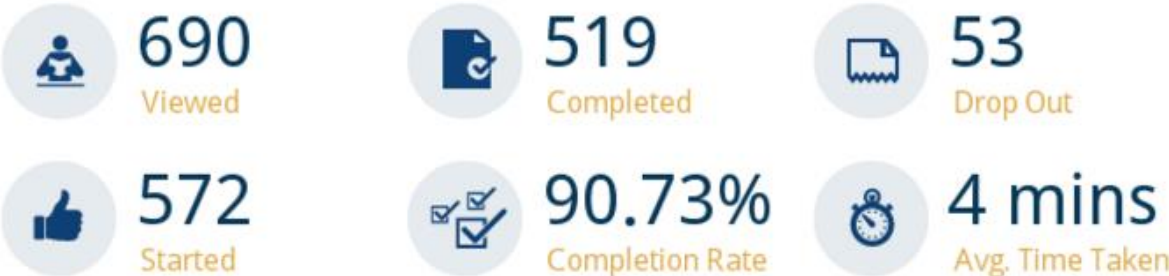 690
Viewed
519
Completed
53
Drop Out
572
Started
90.73%
Completion Rate
4 mins
Avg. Time Taken